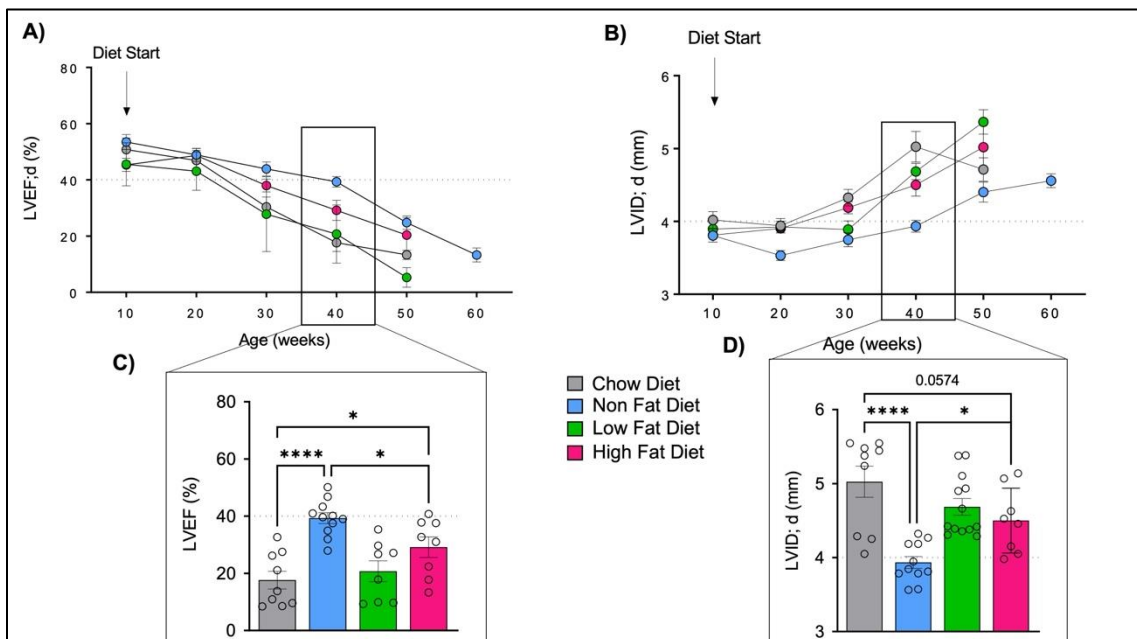 A)
Diet Start
LVEF;d (%)
80
60
40
20
0
10 20 30 40 50 60
Age (weeks)
B)
Diet Start
LVID; d (mm)
6
5
4
3
10 20 30 40 50 60
Age (weeks)
C)
LVEF (%)
80
60
40
20
0
*
**** *
Chow Diet
Non Fat Diet
Low Fat Diet
High Fat Diet
D)
LVID; d (mm)
6
5
4
3
0.0574
**** *